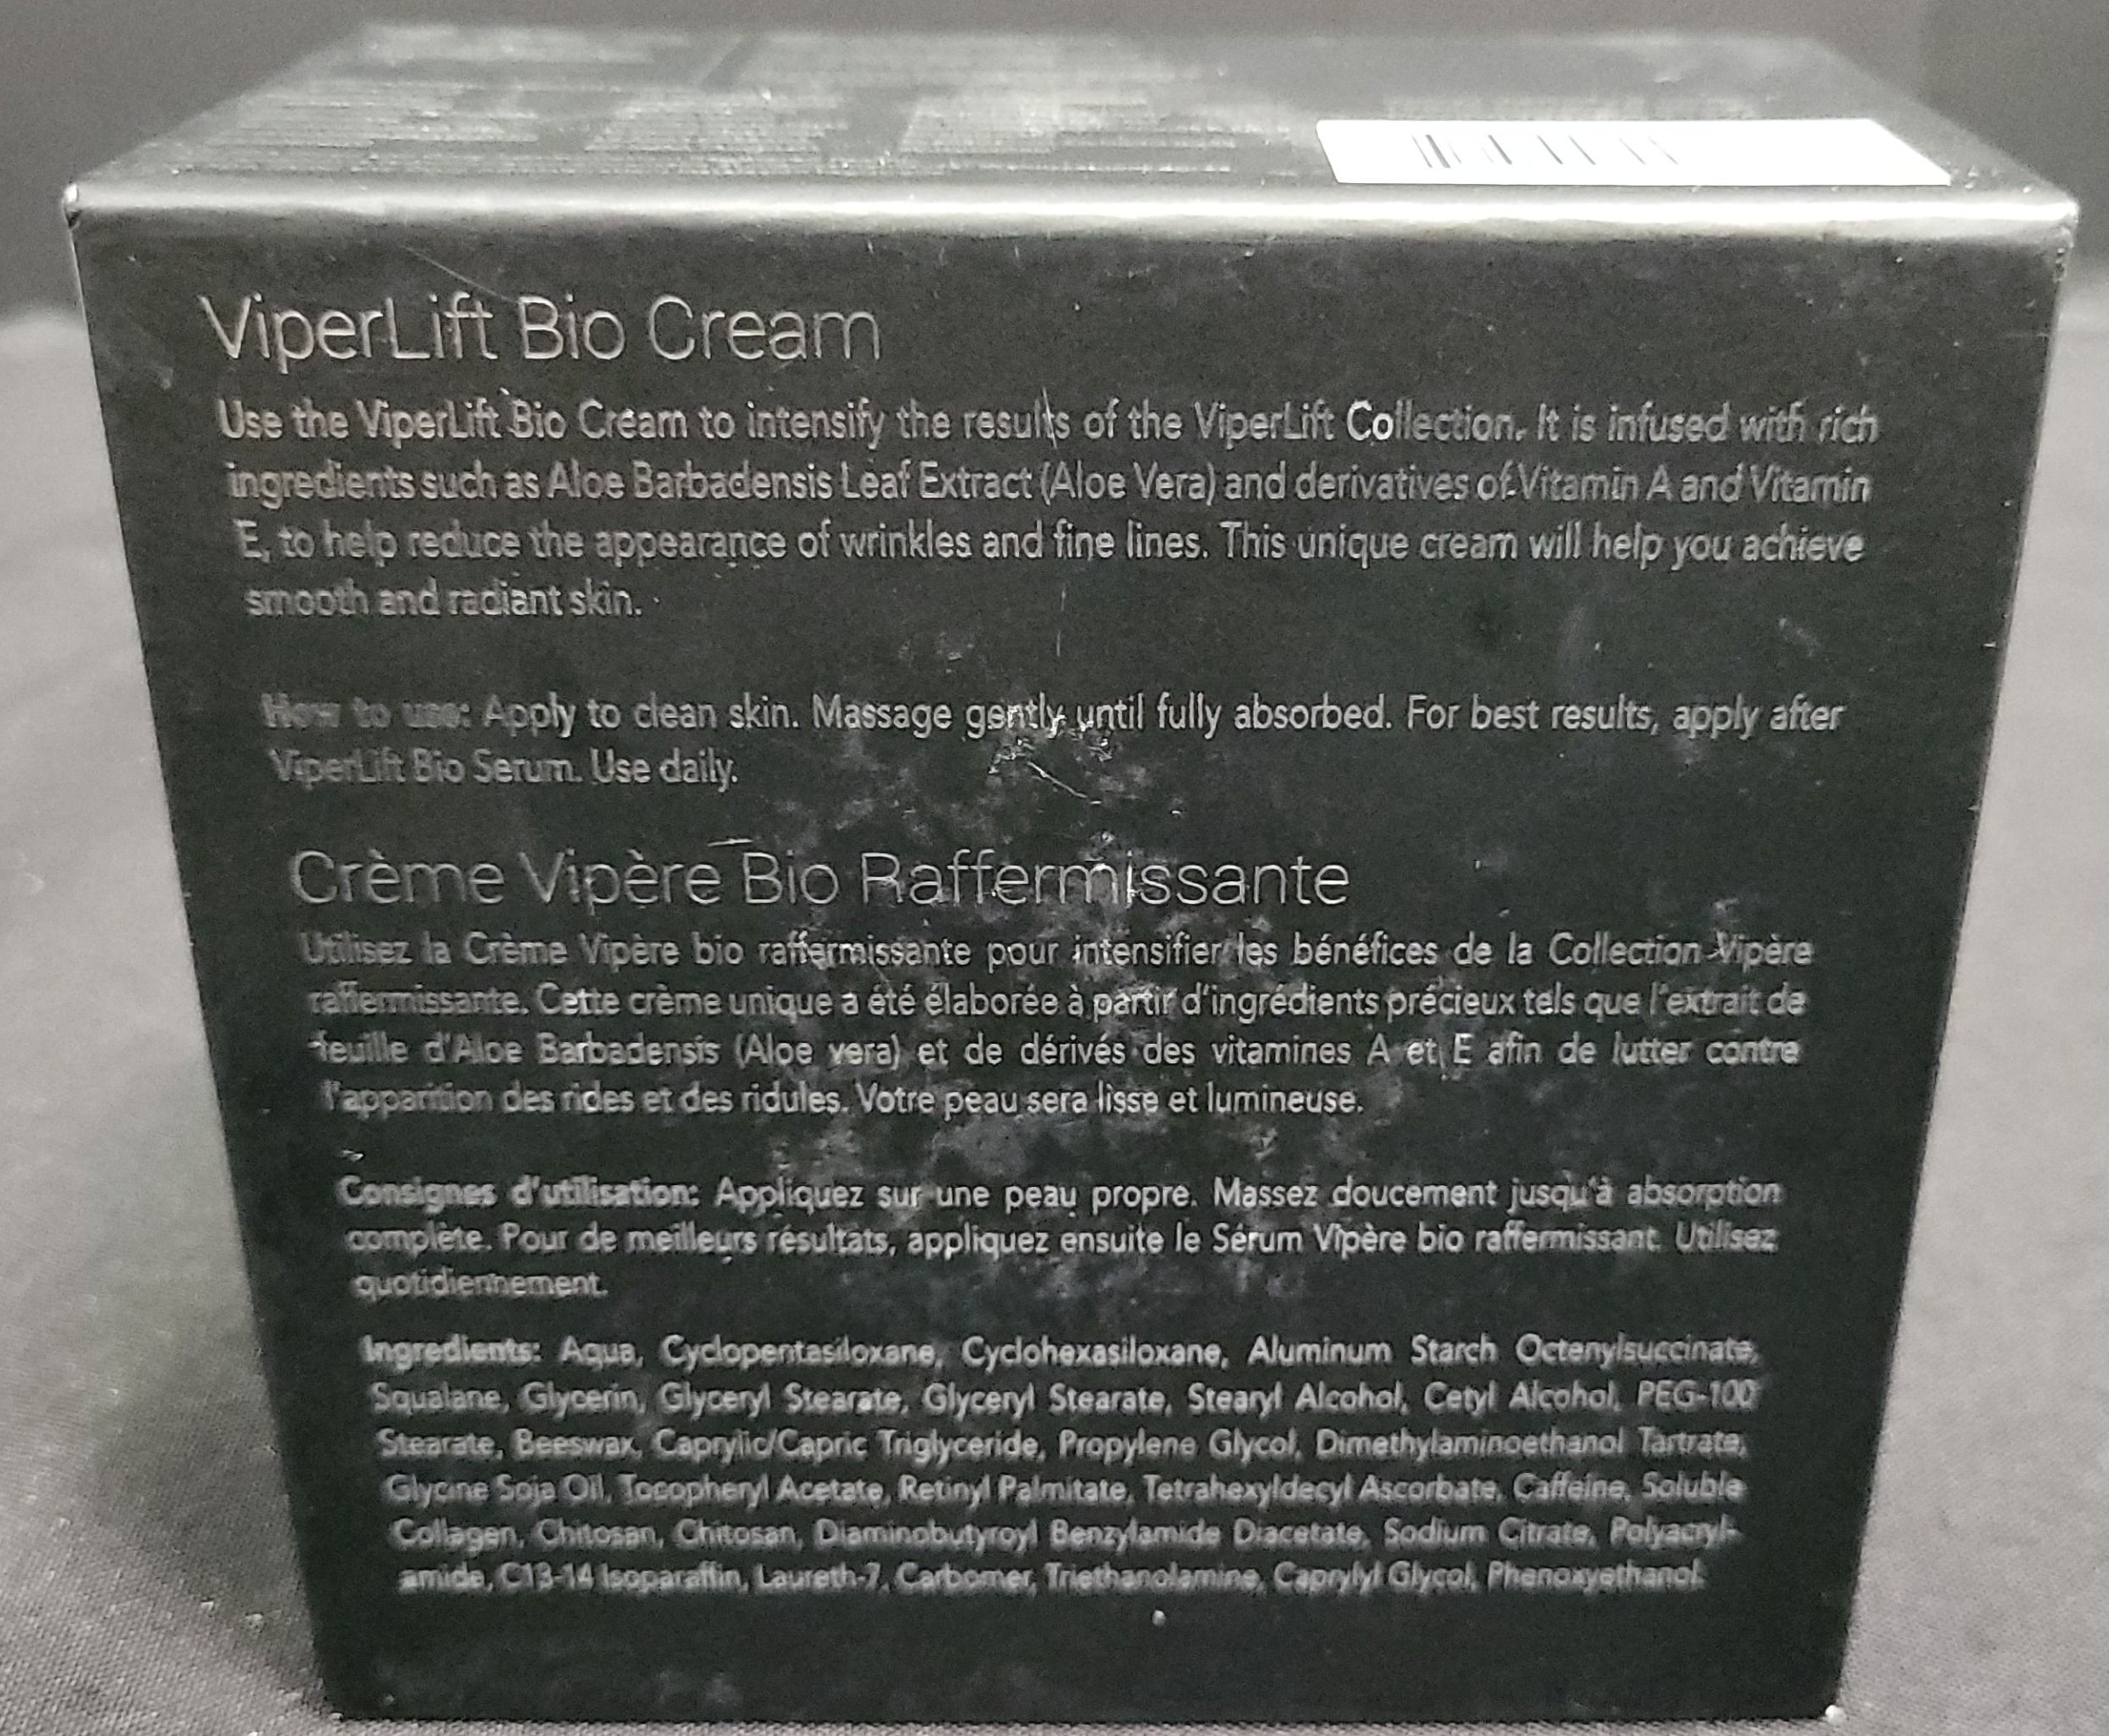 ViperLift Bio Cream
Use the ViperLift Bio Cream to intensify the results of the ViperLift Collection. It is infused with rich
ingredients such as Aloe Barbadensis Leaf Extract (Aloe Vera) and derivatives of Vitamin A and Vitamin
E, to help reduce the appearance of wrinkles and fine lines. This unique cream will help you achieve
smooth and radiant skin.
How to use: Apply to clean skin. Massage gently until fully absorbed. For best results, apply after
ViperLift Bio Serum. Use daily.
Crème Vipère Bio Raffermissante
Utilisez la Crème Vipère bio raffermissante pour intensifier les bénéfices de la Collection Vipère
raffermissante. Cette crème unique a été élaborée à partir d'ingrédients précieux tels que l'extrait de
feuille d'Aloe Barbadensis (Aloe vera) et de dérivés des vitamines A et E afin de lutter contre
l'apparition des rides et des ridules. Votre peau sera lisse et lumineuse.
Consignes d'utilisation: Appliquez sur une peau propre. Massez doucement jusqu'à absorption
complète. Pour de meilleurs résultats, appliquez ensuite le Sérum Vipère bio raffermissant. Utilisez
quotidiennement.
Ingredients: Aqua, Cyclopentasiloxane, Cyclohexasiloxane, Aluminum Starch Octenylsuccinate,
Squalane, Glycerin, Glyceryl Stearate, Glyceryl Stearate, Stearyl Alcohol, Cetyl Alcohol, PEG-100
Stearate, Beeswax, Caprylic/Capric Triglyceride, Propylene Glycol, Dimethylaminoethanol Tartrate,
Glycine Soja Oil, Tocopheryl Acetate, Retinyl Palmitate, Tetrahexyldecyl Ascorbate, Caffeine, Soluble
Collagen, Chitosan, Chitosan, Diaminobutyroyl Benzylamide Diacetate, Sodium Citrate, Polyacryl-
amide, C13-14 Isoparaffin, Laureth-7, Carbomer, Triethanolamine, Caprylyl Glycol, Phenoxyethanol.